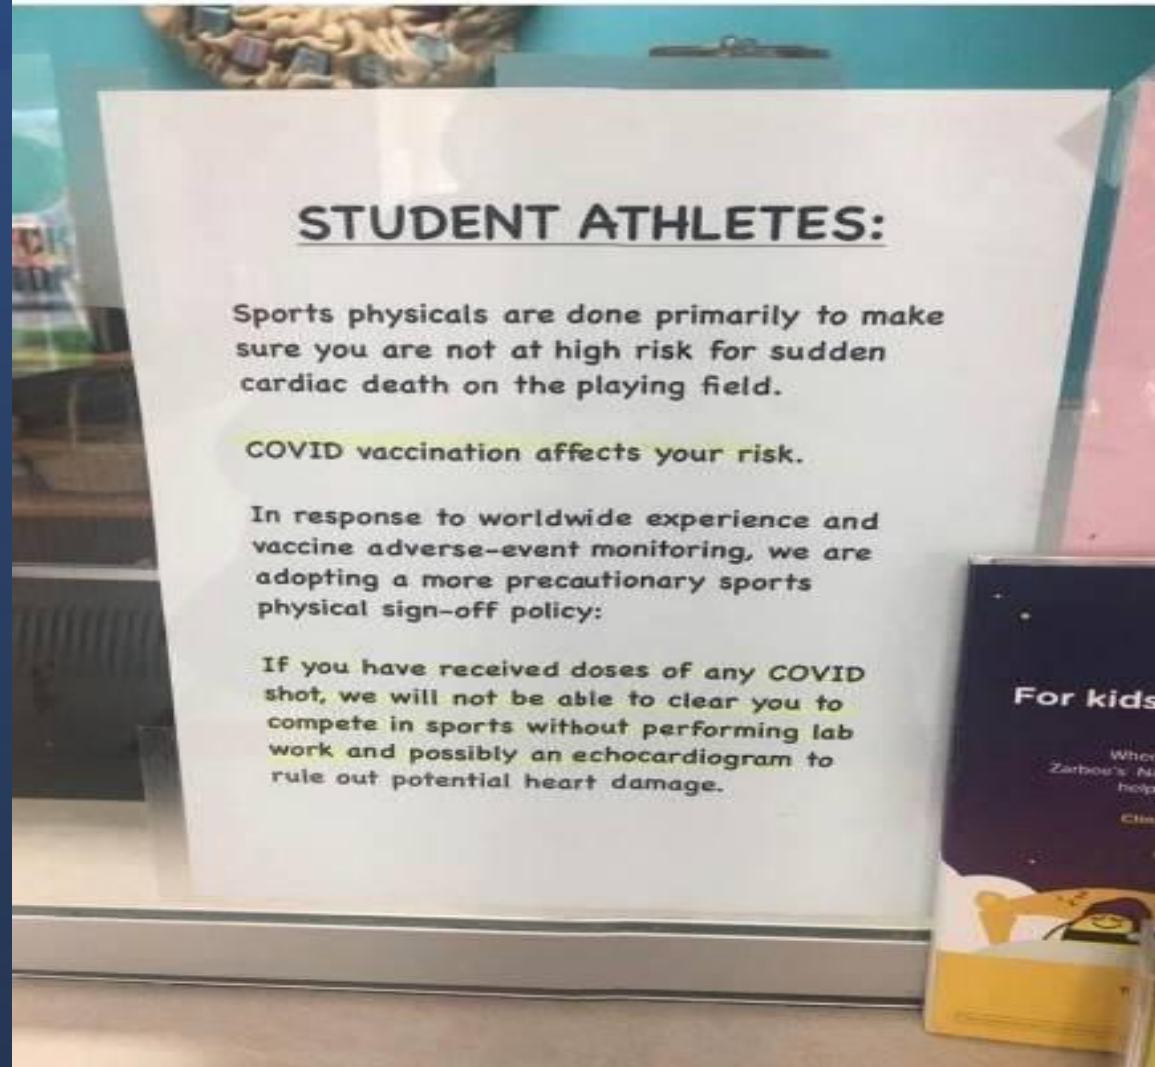 STUDENT ATHLETES:
Sports physicals are done primarily to make
sure you are not at high risk for sudden
cardiac death on the playing field.
COVID vaccination affects your risk.
In response to worldwide experience and
vaccine adverse-event monitoring, we are
adopting a more precautionary sports
physical sign-off policy:
If you have received doses of any COVID
shot, we will not be able to clear you to
compete in sports without performing lab
work and possibly an echocardiogram to
rule out potential heart damage.
For kids
Zarbee's